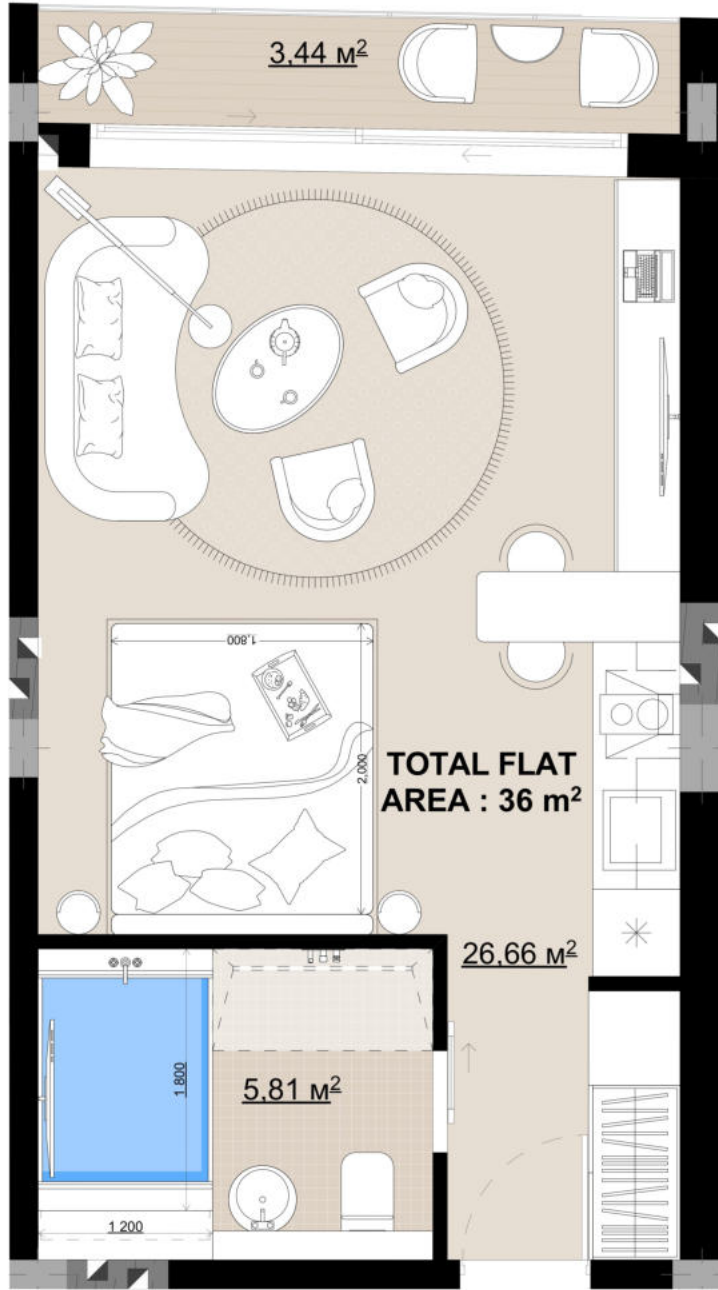 3,44 м²
1,800
2,000
TOTAL FLAT
AREA : 36 m²
26,66 м²
1 800
5,81 м²
1 200